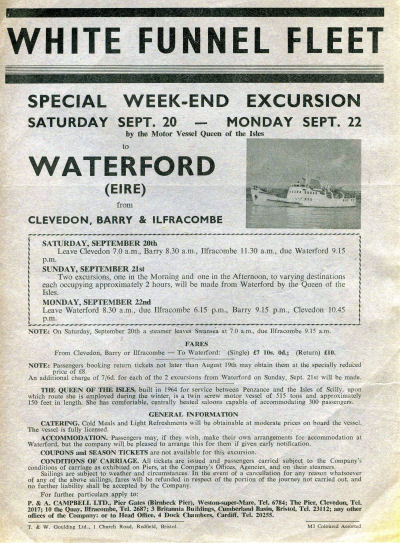 WHITE FUNNEL FLEET
SPECIAL WEEK-END EXCURSION
SATURDAY SEPT. 20 — MONDAY SEPT. 22
by the Motor Vessel Queen of the Isles
to
WATERFORD
(EIRE)
from
CLEVEDON, BARRY & ILFRACOMBE
SATURDAY, SEPTEMBER 20th
Leave Clevedon 7.0 a.m., Barry 8.30 a.m., Ilfracombe 11.30 a.m., due Waterford 9.15
p.m.
SUNDAY, SEPTEMBER 21st
Two excursions, one in the Morning and one in the Afternoon, to varying destinations
each occupying approximately 2 hours, will be made from Waterford by the Queen of the
Isles.
MONDAY, SEPTEMBER 22nd
Leave Waterford 8.30 a.m., due Ilfracombe 6.15 p.m., Barry 9.15 p.m., Clevedon 10.45
p.m.
NOTE: On Saturday, September 20th a steamer leaves Swansea at 7.0 a.m., due Ilfracombe 9.15 a.m.
FARES
From Clevedon, Barry or Ilfracombe — To Waterford: (Single) £7 10s. 0d.; (Return) £10.
NOTE: Passengers booking return tickets not later than August 19th may obtain them at the specially reduced
price of £8.
An additional charge of 7/6d. for each of the 2 excursions from Waterford on Sunday, Sept. 21st will be made.
THE QUEEN OF THE ISLES, built in 1964 for service between Penzance and the Isles of Scilly, upon
which route she is employed during the winter, is a twin screw motor vessel of 515 tons and approximately
150 feet in length. She has comfortable, centrally heated saloons capable of accommodating 300 passengers.
GENERAL INFORMATION
CATERING. Cold Meals and Light Refreshments will be obtainable at moderate prices on board the vessel.
The vessel is fully licensed.
ACCOMMODATION. Passengers may, if they wish, make their own arrangements for accommodation at
Waterford, but the company will be pleased to arrange this for them if given early notification.
COUPONS and SEASON TICKETS are not available for this excursion.
CONDITIONS OF CARRIAGE. All tickets are issued and passengers carried subject to the Company's
conditions of carriage as exhibited on Piers, at the Company's Offices, Agencies, and on their steamers.
Sailings are subject to weather and circumstances. In the event of a cancellation for any reason whatsoever
of any of the above sailings, fares will be refunded in respect of the portion of the journey not carried out, and
no further liability shall be accepted by the Company.
For further particulars apply to:
P. & A. CAMPBELL LTD., Pier Gates (Birnbeck Pier), Weston-super-Mare, Tel. 6784; The Pier, Clevedon, Tel.
2017; 10 the Quay, Ilfracombe, Tel. 2687; 3 Britannia Buildings, Cumberland Basin, Bristol, Tel. 23112; any other
offices of the Company; or to Head Office, 4 Dock Chambers, Cardiff, Tel. 20255.
T. & W. Goulding Ltd., 1 Church Road, Redfield, Bristol.
MJ Coloured Assorted